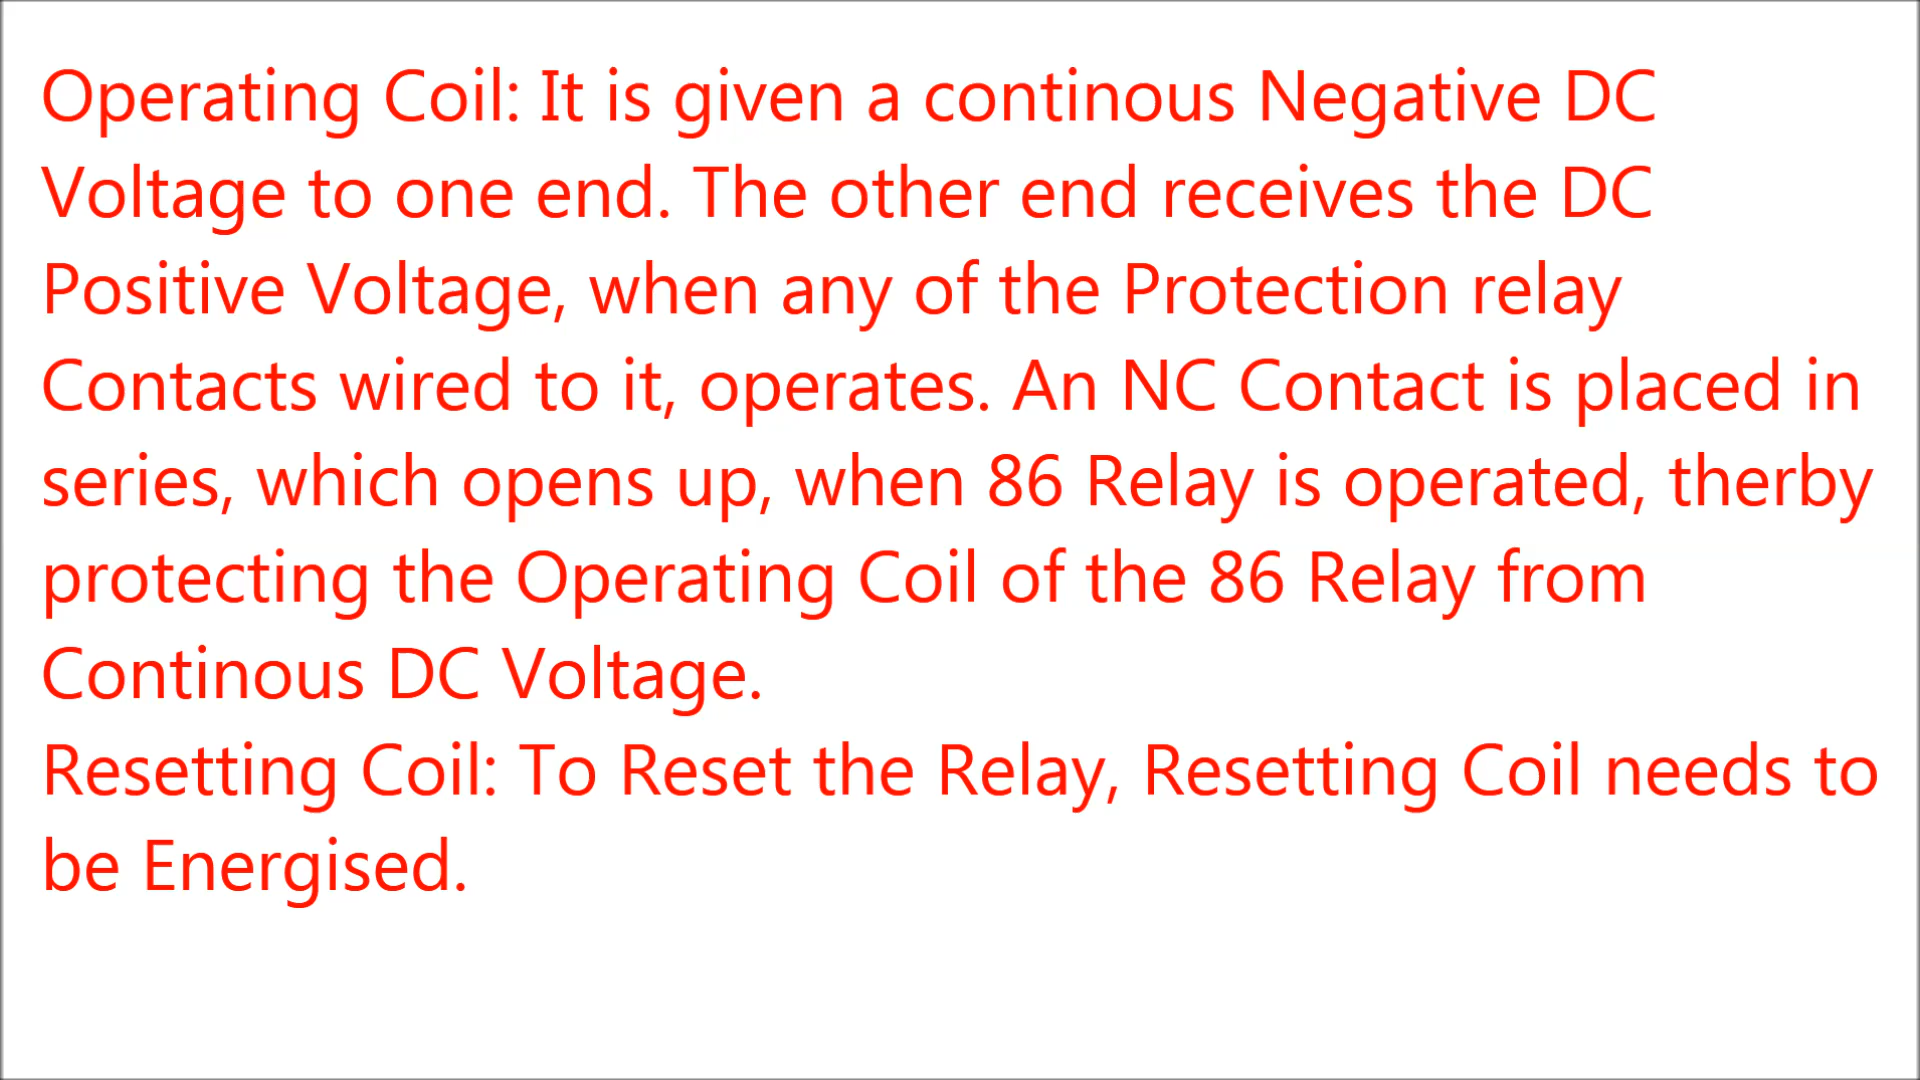 Operating Coil: It is given a continous Negative DC
Voltage to one end. The other end receives the DC
Positive Voltage, when any of the Protection relay
Contacts wired to it, operates. An NC Contact is placed in
series, which opens up, when 86 Relay is operated, therby
protecting the Operating Coil of the 86 Relay from
Continous DC Voltage.
Resetting Coil: To Reset the Relay, Resetting Coil needs to
be Energised.